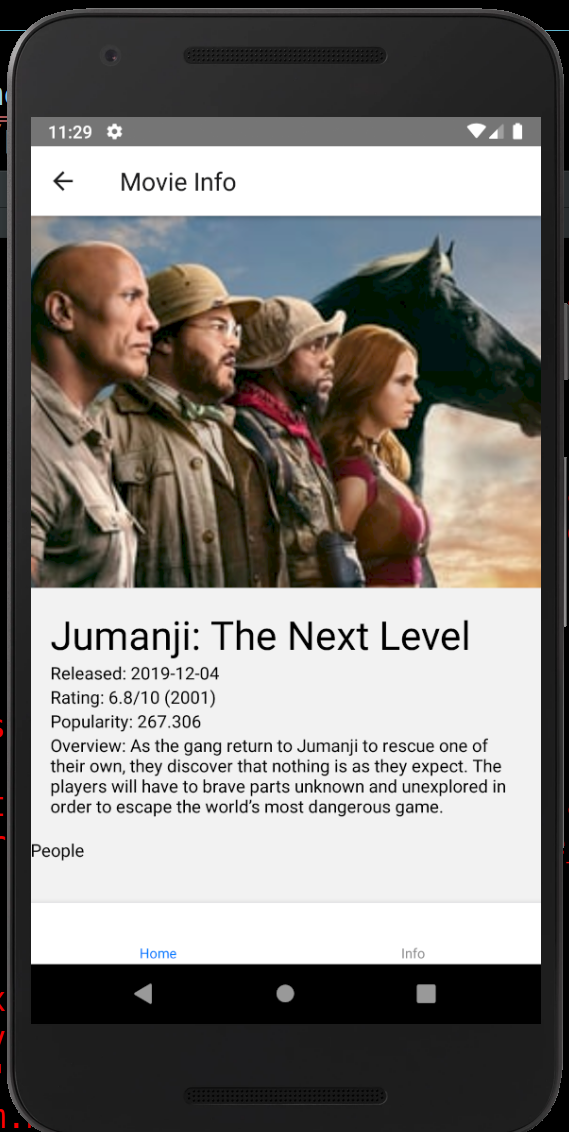 11:29
Movie Info
Jumanji: The Next Level
Released: 2019-12-04
Rating: 6.8/10 (2001)
Popularity: 267.306
Overview: As the gang return to Jumanji to rescue one of
their own, they discover that nothing is as they expect. The
players will have to brave parts unknown and unexplored in
order to escape the world’s most dangerous game.
People
Home
Info